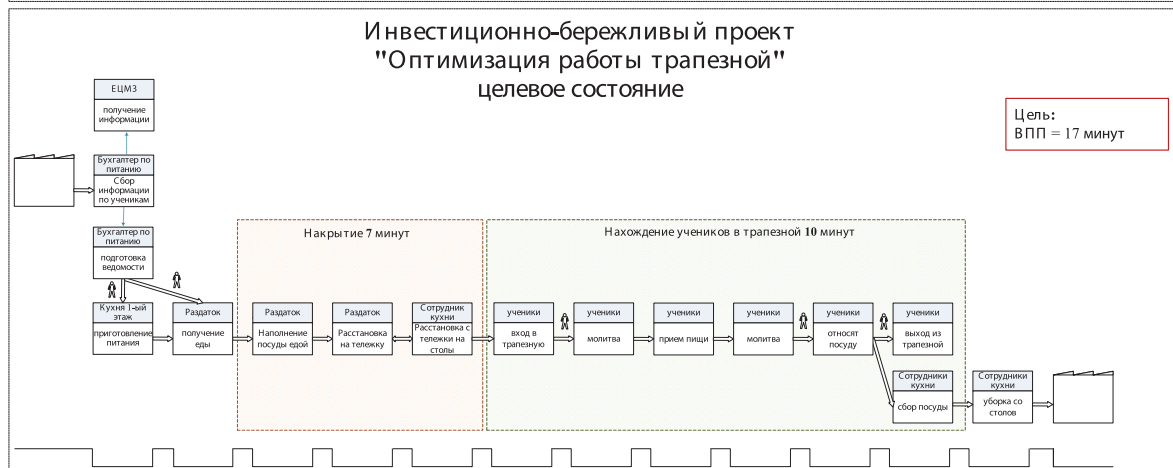 Инвестиционно-бережливый проект
"Оптимизация работы трапезной"
целевое состояние
Цель:
ВПП = 17 минут
ЕЦМЗ
получение
информации
Бухгалтер по
питанию
Сбор
информации
по ученикам
Бухгалтер по
питанию
подготовка
ведомости
Накрытие 7 минут
Нахождение учеников в трапезной 10 минут
Кухня 1-ый
этаж
приготовление
питания
Раздаток
получение
еды
Раздаток
Наполнение
посуды едой
Раздаток
Расстановка
на тележку
Сотрудник
кухни
Расстановка с
тележки на
столы
ученики
вход в
трапезную
ученики
молитва
ученики
прием пищи
ученики
молитва
ученики
относят
посуду
ученики
выход из
трапезной
Сотрудники
кухни
сбор посуды
Сотрудники
кухни
уборка со
столов